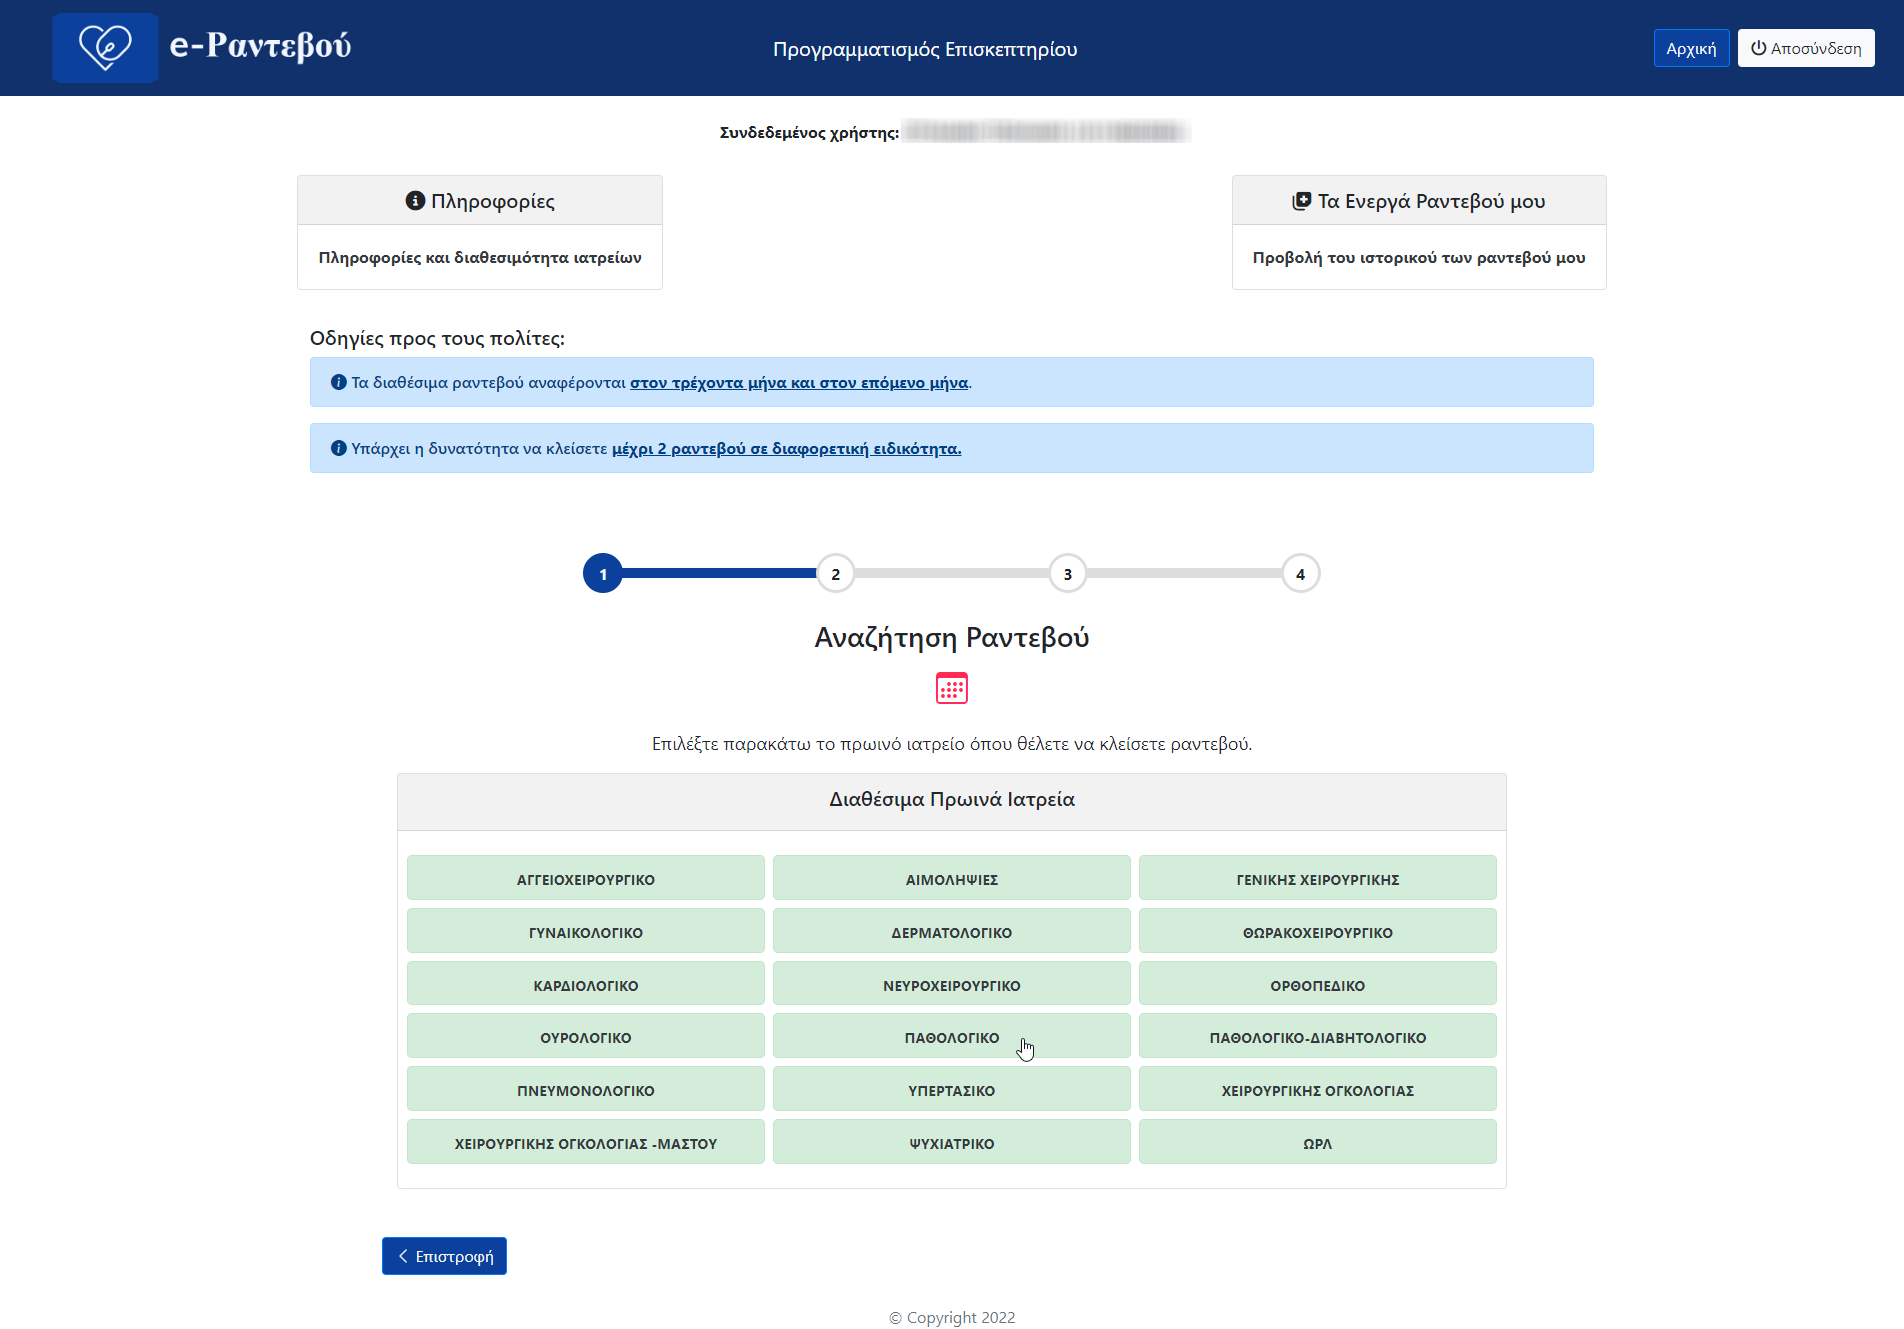 e-Ραντεβού
Προγραμματισμός Επισκεπτηρίου
Αρχική
Αποσύνδεση
Συνδεδεμένος χρήστης:
Πληροφορίες
Πληροφορίες και διαθεσιμότητα ιατρείων
Τα Ενεργά Ραντεβού μου
Προβολή του ιστορικού των ραντεβού μου
Οδηγίες προς τους πολίτες:
Τα διαθέσιμα ραντεβού αναφέρονται στον τρέχοντα μήνα και στον επόμενο μήνα.
Υπάρχει η δυνατότητα να κλείσετε μέχρι 2 ραντεβού σε διαφορετική ειδικότητα.
1 2 3 4
Αναζήτηση Ραντεβού
Επιλέξτε παρακάτω το πρωινό ιατρείο όπου θέλετε να κλείσετε ραντεβού.
Διαθέσιμα Πρωινά Ιατρεία
ΑΓΓΕΙΟΧΕΙΡΟΥΡΓΙΚΟ
ΑΙΜΟΛΗΨΙΕΣ
ΓΕΝΙΚΗΣ ΧΕΙΡΟΥΡΓΙΚΗΣ
ΓΥΝΑΙΚΟΛΟΓΙΚΟ
ΔΕΡΜΑΤΟΛΟΓΙΚΟ
ΘΩΡΑΚΟΧΕΙΡΟΥΡΓΙΚΟ
ΚΑΡΔΙΟΛΟΓΙΚΟ
ΝΕΥΡΟΧΕΙΡΟΥΡΓΙΚΟ
ΟΡΘΟΠΕΔΙΚΟ
ΟΥΡΟΛΟΓΙΚΟ
ΠΑΘΟΛΟΓΙΚΟ
ΠΑΘΟΛΟΓΙΚΟ-ΔΙΑΒΗΤΟΛΟΓΙΚΟ
ΠΝΕΥΜΟΝΟΛΟΓΙΚΟ
ΥΠΕΡΤΑΣΙΚΟ
ΧΕΙΡΟΥΡΓΙΚΗΣ ΟΓΚΟΛΟΓΙΑΣ
ΧΕΙΡΟΥΡΓΙΚΗΣ ΟΓΚΟΛΟΓΙΑΣ -ΜΑΣΤΟΥ
ΨΥΧΙΑΤΡΙΚΟ
ΩΡΛ
Επιστροφή
© Copyright 2022